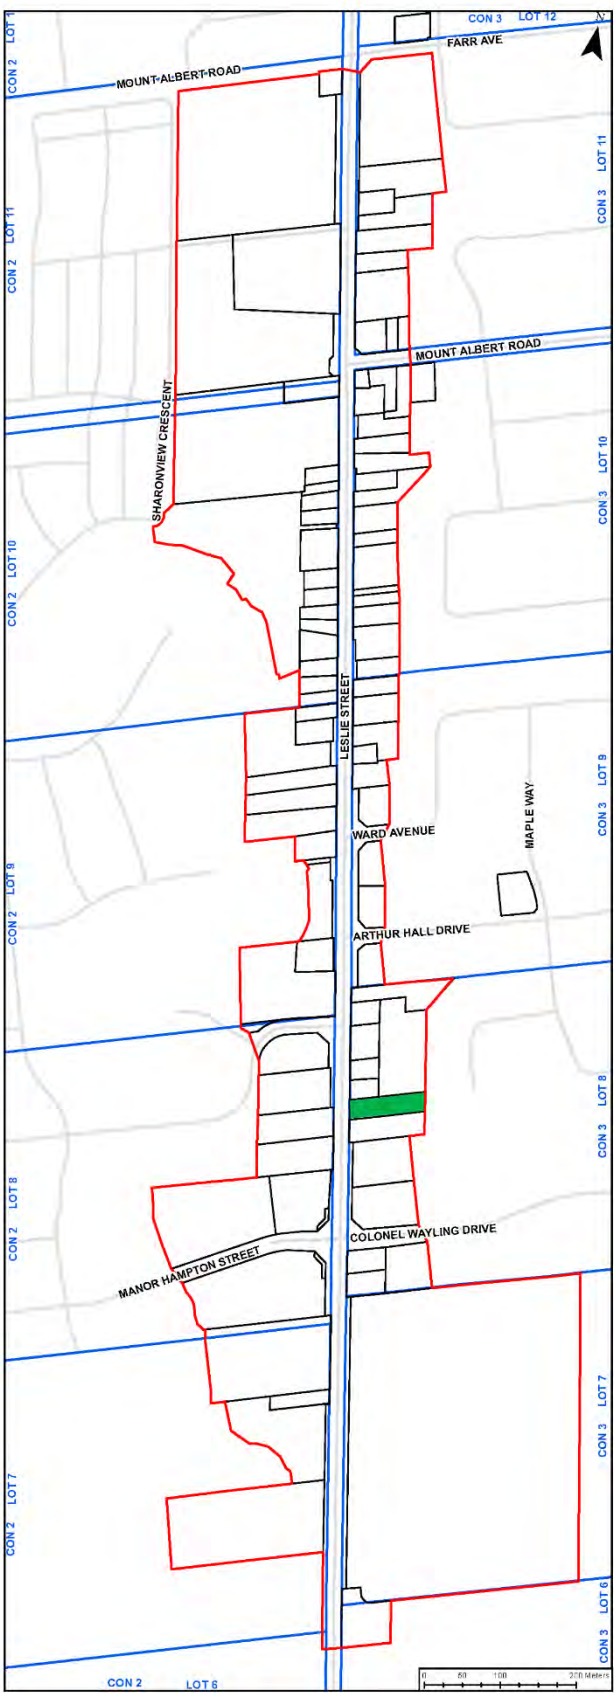 CON 3 LOT 12
N
CON 2 LOT 1
FARR AVE
MOUNT ALBERT ROAD
CON 3 LOT 11
CON 2 LOT 11
MOUNT ALBERT ROAD
SHARONVIEW CRESCENT
CON 3 LOT 10
CON 2 LOT 10
LESLIE STREET
CON 3 LOT 9
MAPLE WAY
WARD AVENUE
CON 2 LOT 9
ARTHUR HALL DRIVE
CON 3 LOT 8
CON 2 LOT 8
COLONEL WAYLING DRIVE
MANOR HAMPTON STREET
CON 3 LOT 7
CON 2 LOT 7
CON 3 LOT 6
CON 2 LOT 6
0 50 100 200 Meters